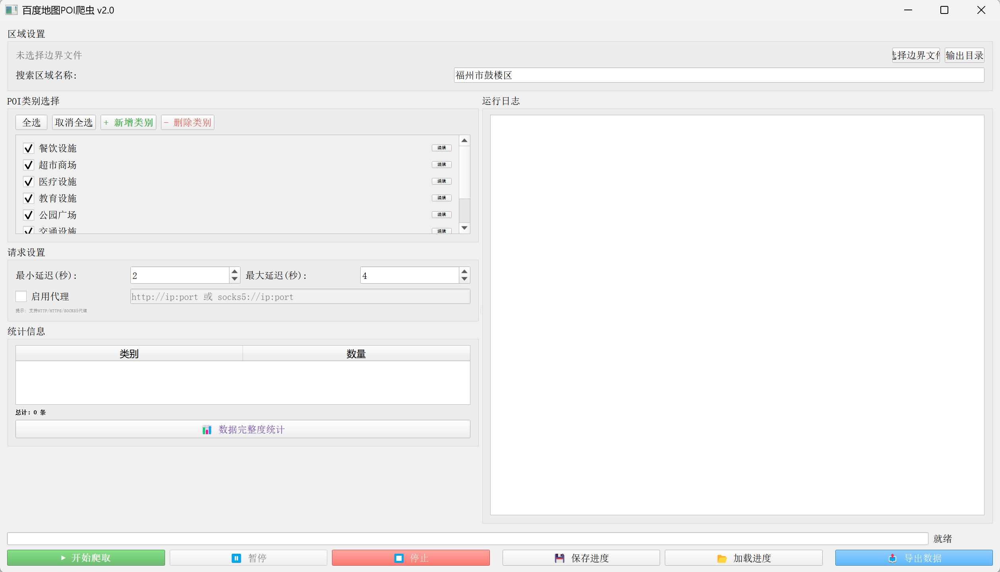 百度地图POI爬虫 v2.0
区域设置
未选择边界文件
选择边界文件
输出目录
搜索区域名称:
福州市鼓楼区
POI类别选择
全选
取消全选
+ 新增类别
- 删除类别
餐饮设施
编辑
超市商场
编辑
医疗设施
编辑
教育设施
编辑
公园广场
编辑
交通设施
编辑
请求设置
最小延迟(秒):
2
最大延迟(秒):
4
启用代理
http://ip:port 或 socks5://ip:port
提示: 支持HTTP/HTTPS/SOCKS5代理
统计信息
类别
数量
总计: 0 条
数据完整度统计
运行日志
就绪
开始爬取
暂停
停止
保存进度
加载进度
导出数据